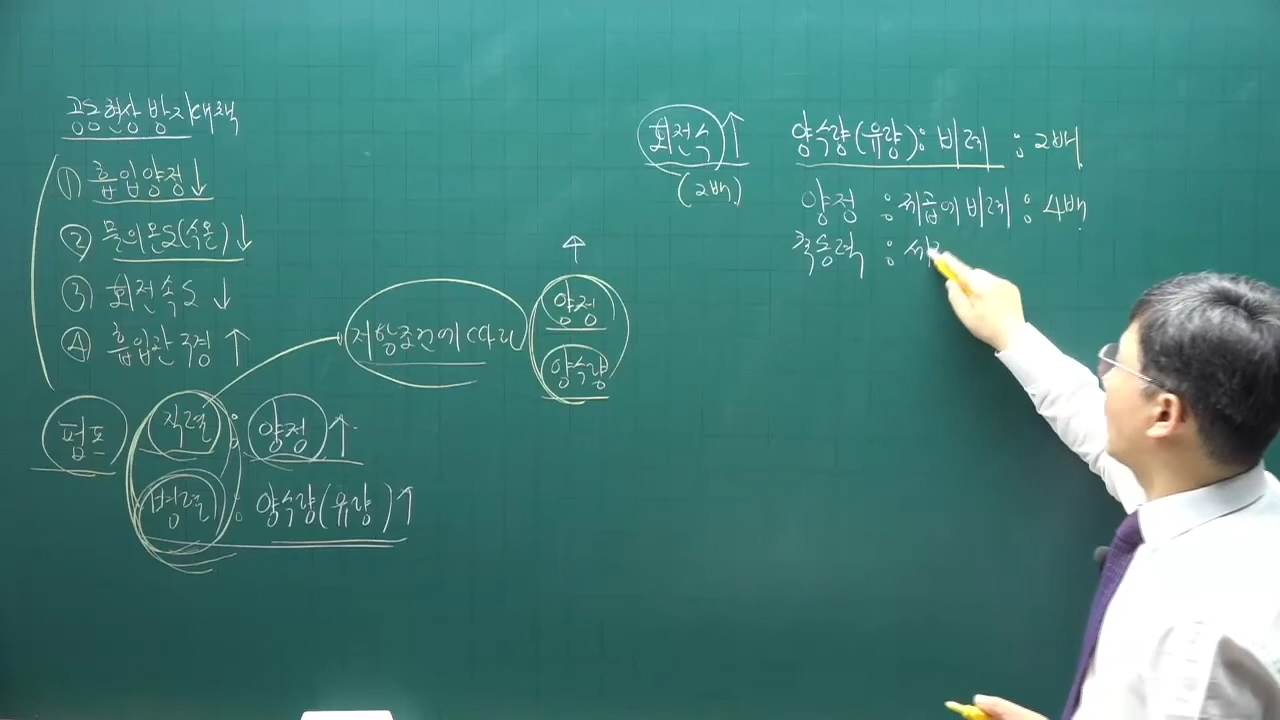 공동현상 방지대책
① 흡입양정↓
② 물의 온도(수온)↓
③ 회전속도↓
④ 흡입관 구경↑
펌프
직렬 : 양정↑
병렬 : 양수량(유량)↑
저항조건에 따라
↑
양정
양수량
회전수↑
(2배)
양수량(유량) : 비례 : 2배
양정 : 제곱에 비례 : 4배
축동력 :